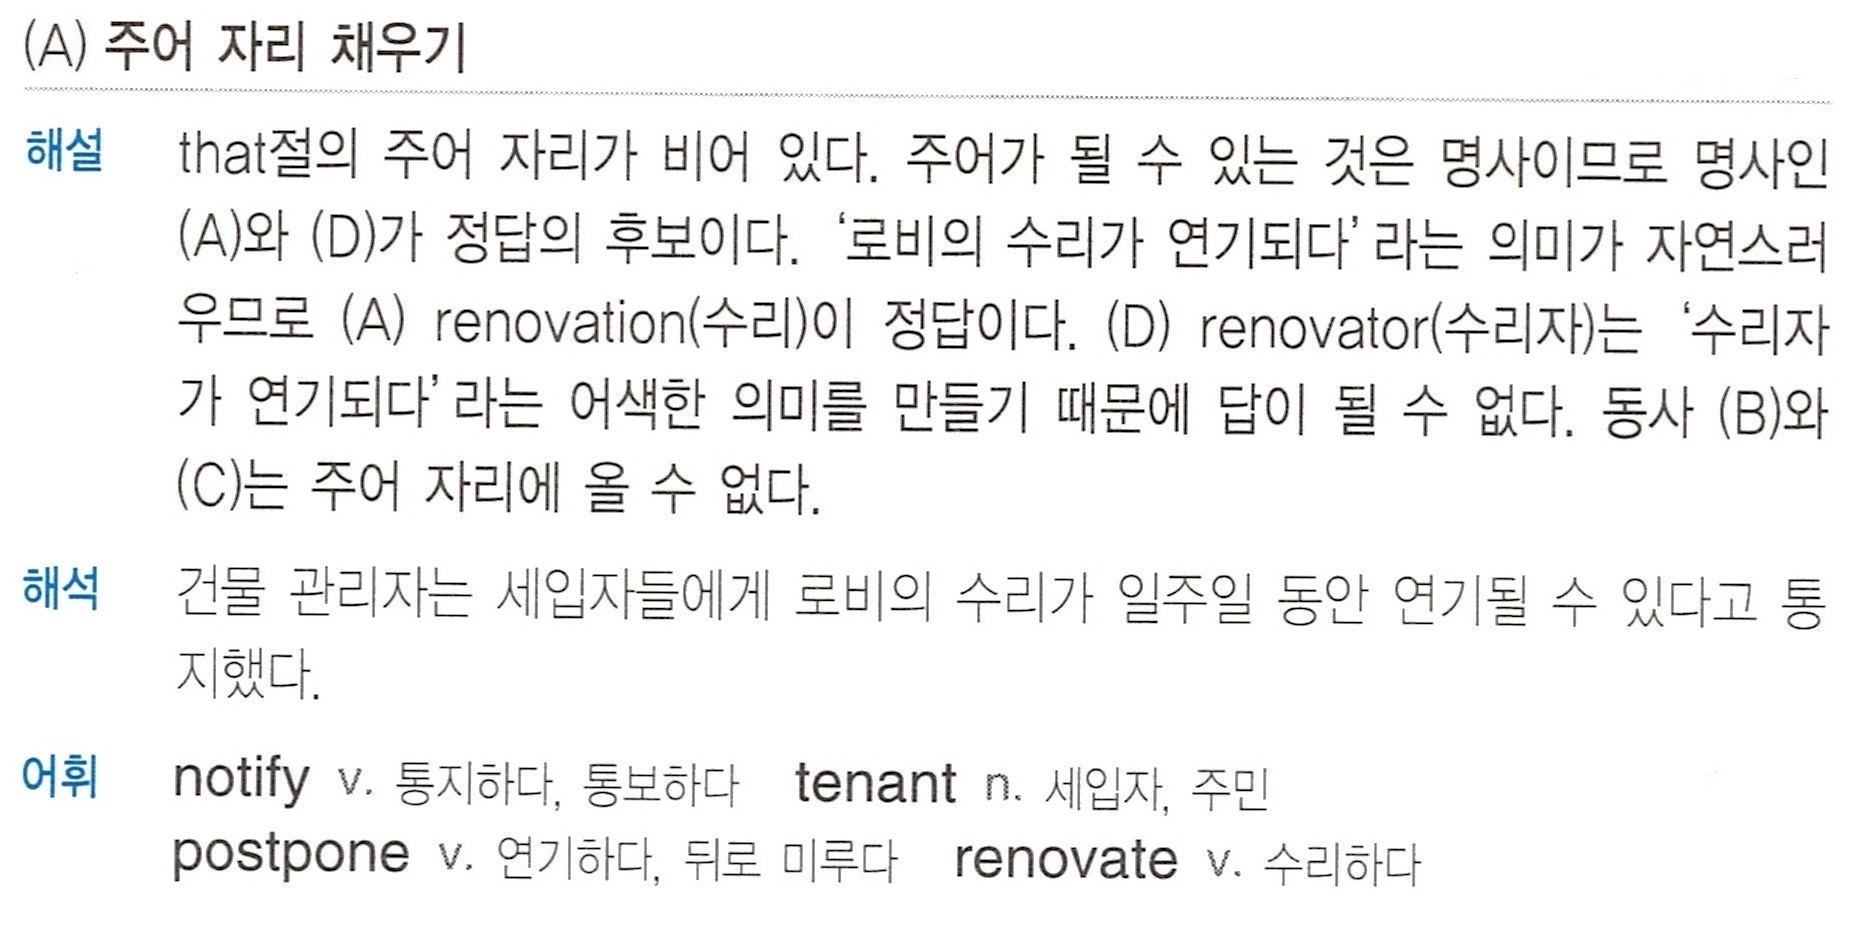 (A) 주어 자리 채우기
해설 that절의 주어 자리가 비어 있다. 주어가 될 수 있는 것은 명사이므로 명사인
(A)와 (D)가 정답의 후보이다. ‘로비의 수리가 연기되다’라는 의미가 자연스러
우므로 (A) renovation(수리)이 정답이다. (D) renovator(수리자)는 ‘수리자
가 연기되다’라는 어색한 의미를 만들기 때문에 답이 될 수 없다. 동사 (B)와
(C)는 주어 자리에 올 수 없다.
해석 건물 관리자는 세입자들에게 로비의 수리가 일주일 동안 연기될 수 있다고 통
지했다.
어휘 notify v. 통지하다, 통보하다 tenant n. 세입자, 주민
postpone v. 연기하다, 뒤로 미루다 renovate v. 수리하다